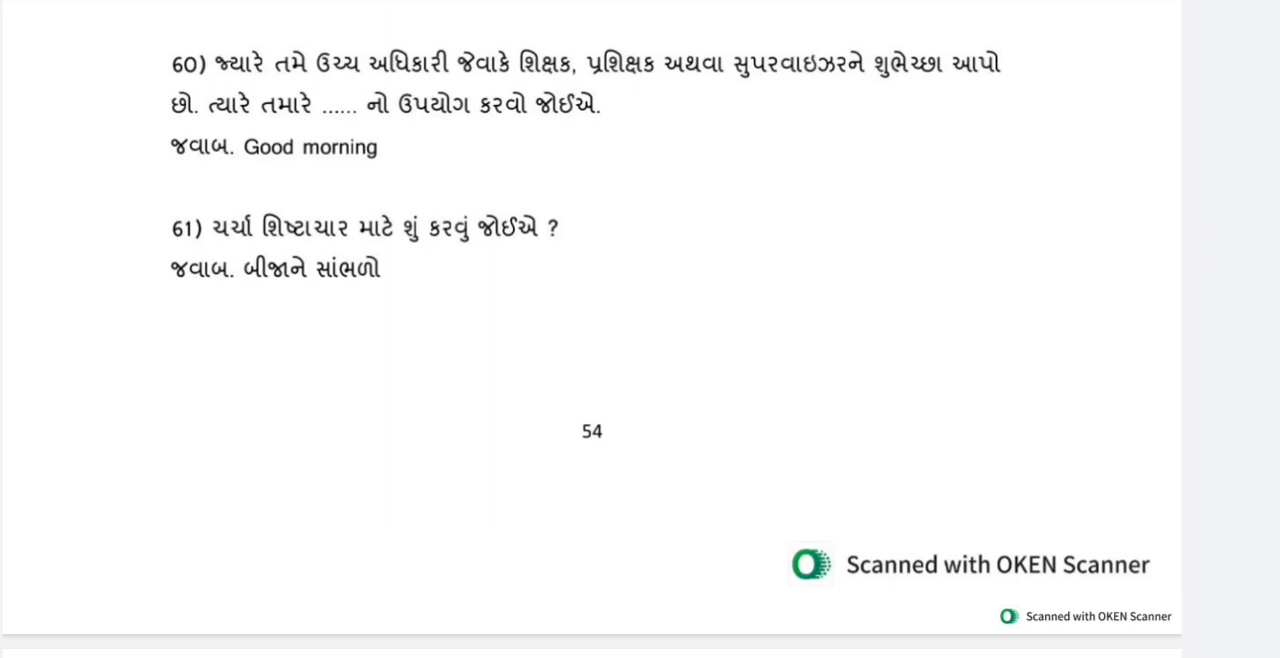 60) જ્યારે તમે ઉચ્ચ અધિકારી જેવાકે શિક્ષક, પ્રશિક્ષક અથવા સુપરવાઇઝરને શુભેચ્છા આપો
છો. ત્યારે તમારે ...... નો ઉપયોગ કરવો જોઈએ.
જવાબ. Good morning
61) ચર્ચા શિષ્ટાચાર માટે શું કરવું જોઈએ ?
જવાબ. બીજાને સાંભળો
54
Scanned with OKEN Scanner
Scanned with OKEN Scanner